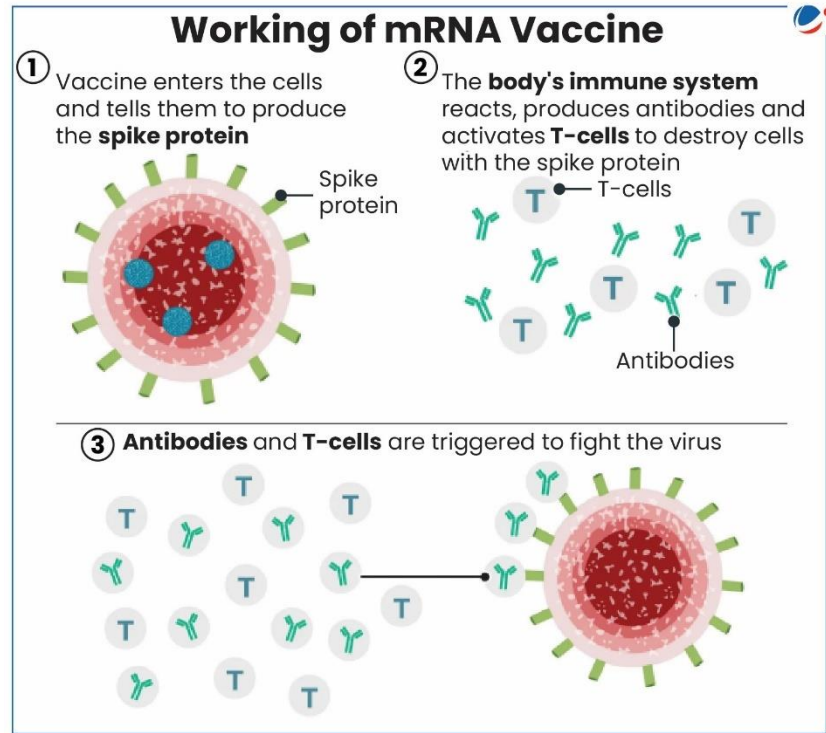 Working of mRNA Vaccine
1
Vaccine enters the cells
and tells them to produce
the spike protein
Spike
protein
2
The body's immune system
reacts, produces antibodies and
activates T-cells to destroy cells
with the spike protein
T-cells
T
T
T
T
T
Antibodies
3 Antibodies and T-cells are triggered to fight the virus
T
T
T
T
T
T
T
T